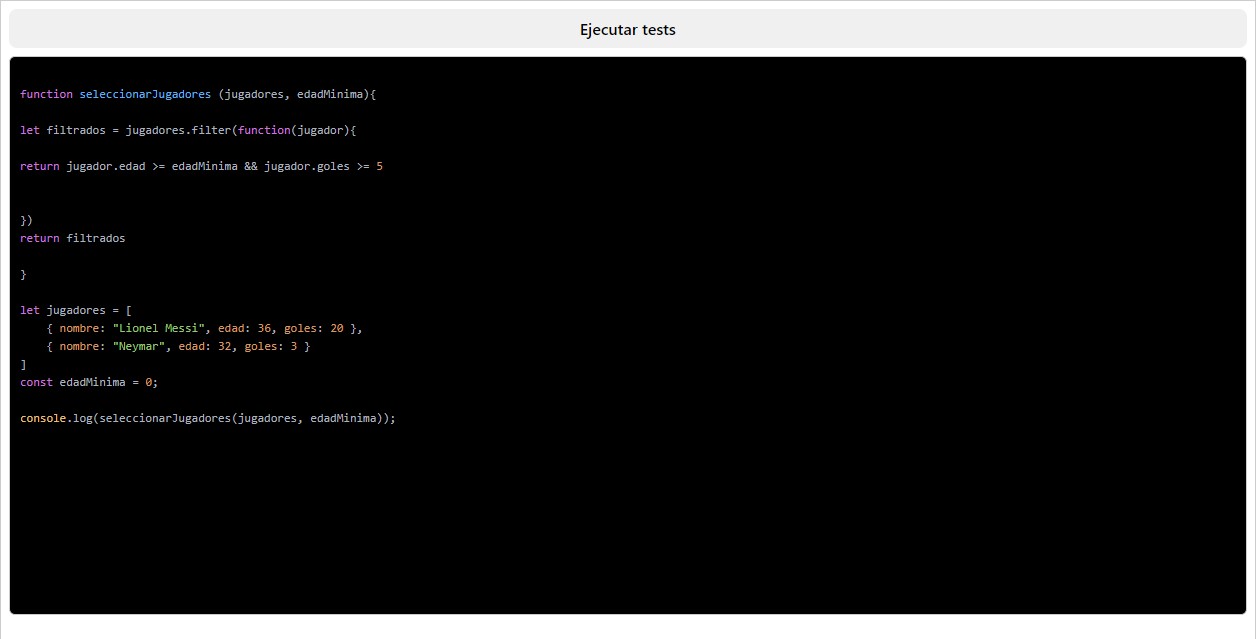 Ejecutar tests
function seleccionarJugadores (jugadores, edadMinima){
let filtrados = jugadores.filter(function(jugador){
return jugador.edad >= edadMinima && jugador.goles >= 5
})
return filtrados
}
let jugadores = [
    { nombre: "Lionel Messi", edad: 36, goles: 20 },
    { nombre: "Neymar", edad: 32, goles: 3 }
]
const edadMinima = 0;
console.log(seleccionarJugadores(jugadores, edadMinima));